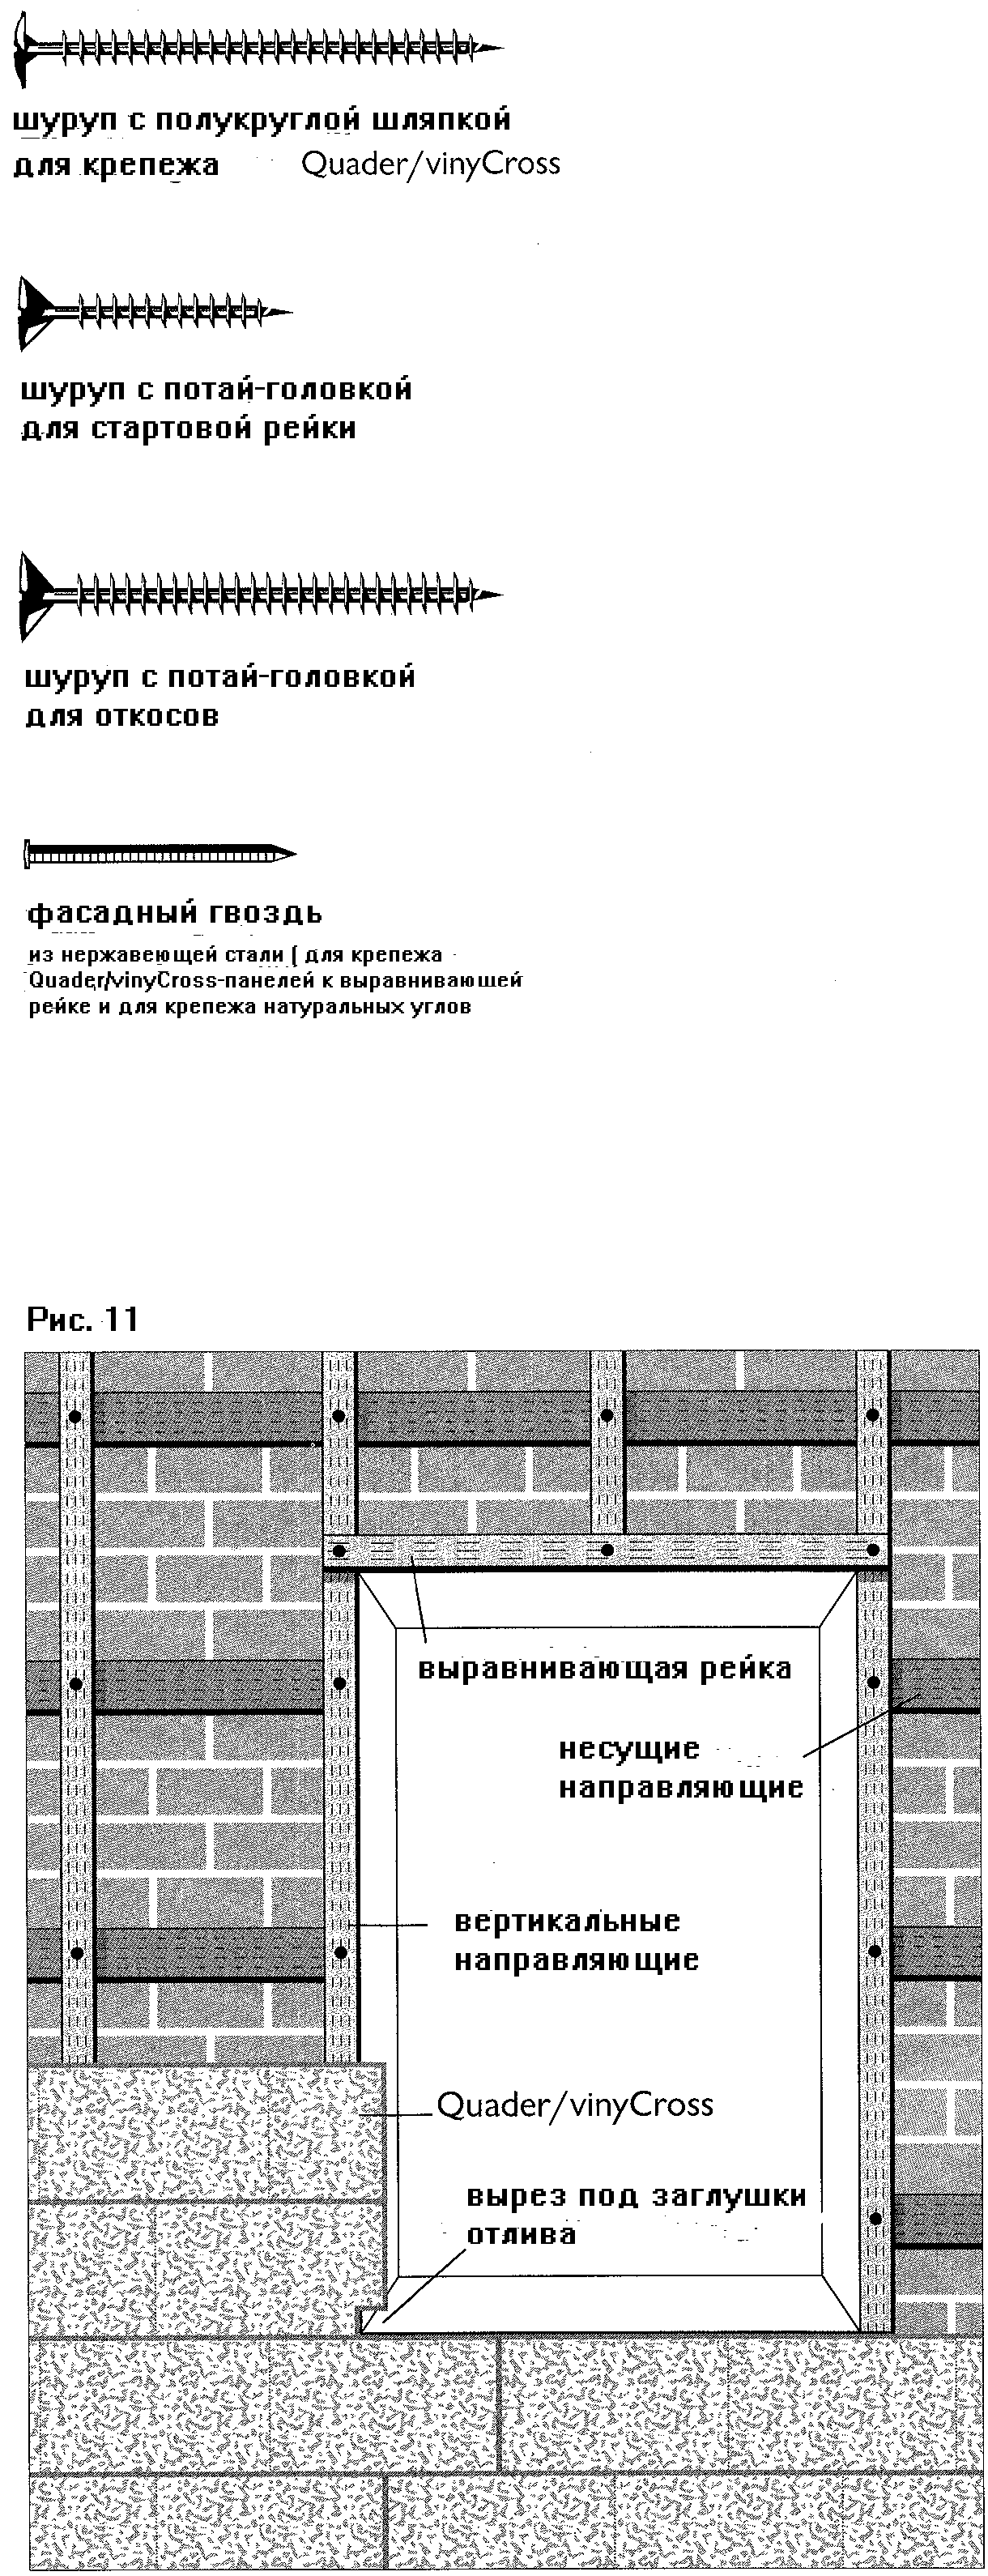 шуруп с полукруглой шляпкой
для крепежа Quader/vinyCross
шуруп с потай-головкой
для стартовой рейки
шуруп с потай-головкой
для откосов
фасадный гвоздь
из нержавеющей стали ( для крепежа
Quader/vinyCross-панелей к выравнивающей
рейке и для крепежа натуральных углов
Рис. 11
выравнивающая рейка
несущие
направляющие
вертикальные
направляющие
Quader/vinyCross
вырез под заглушки
отлива